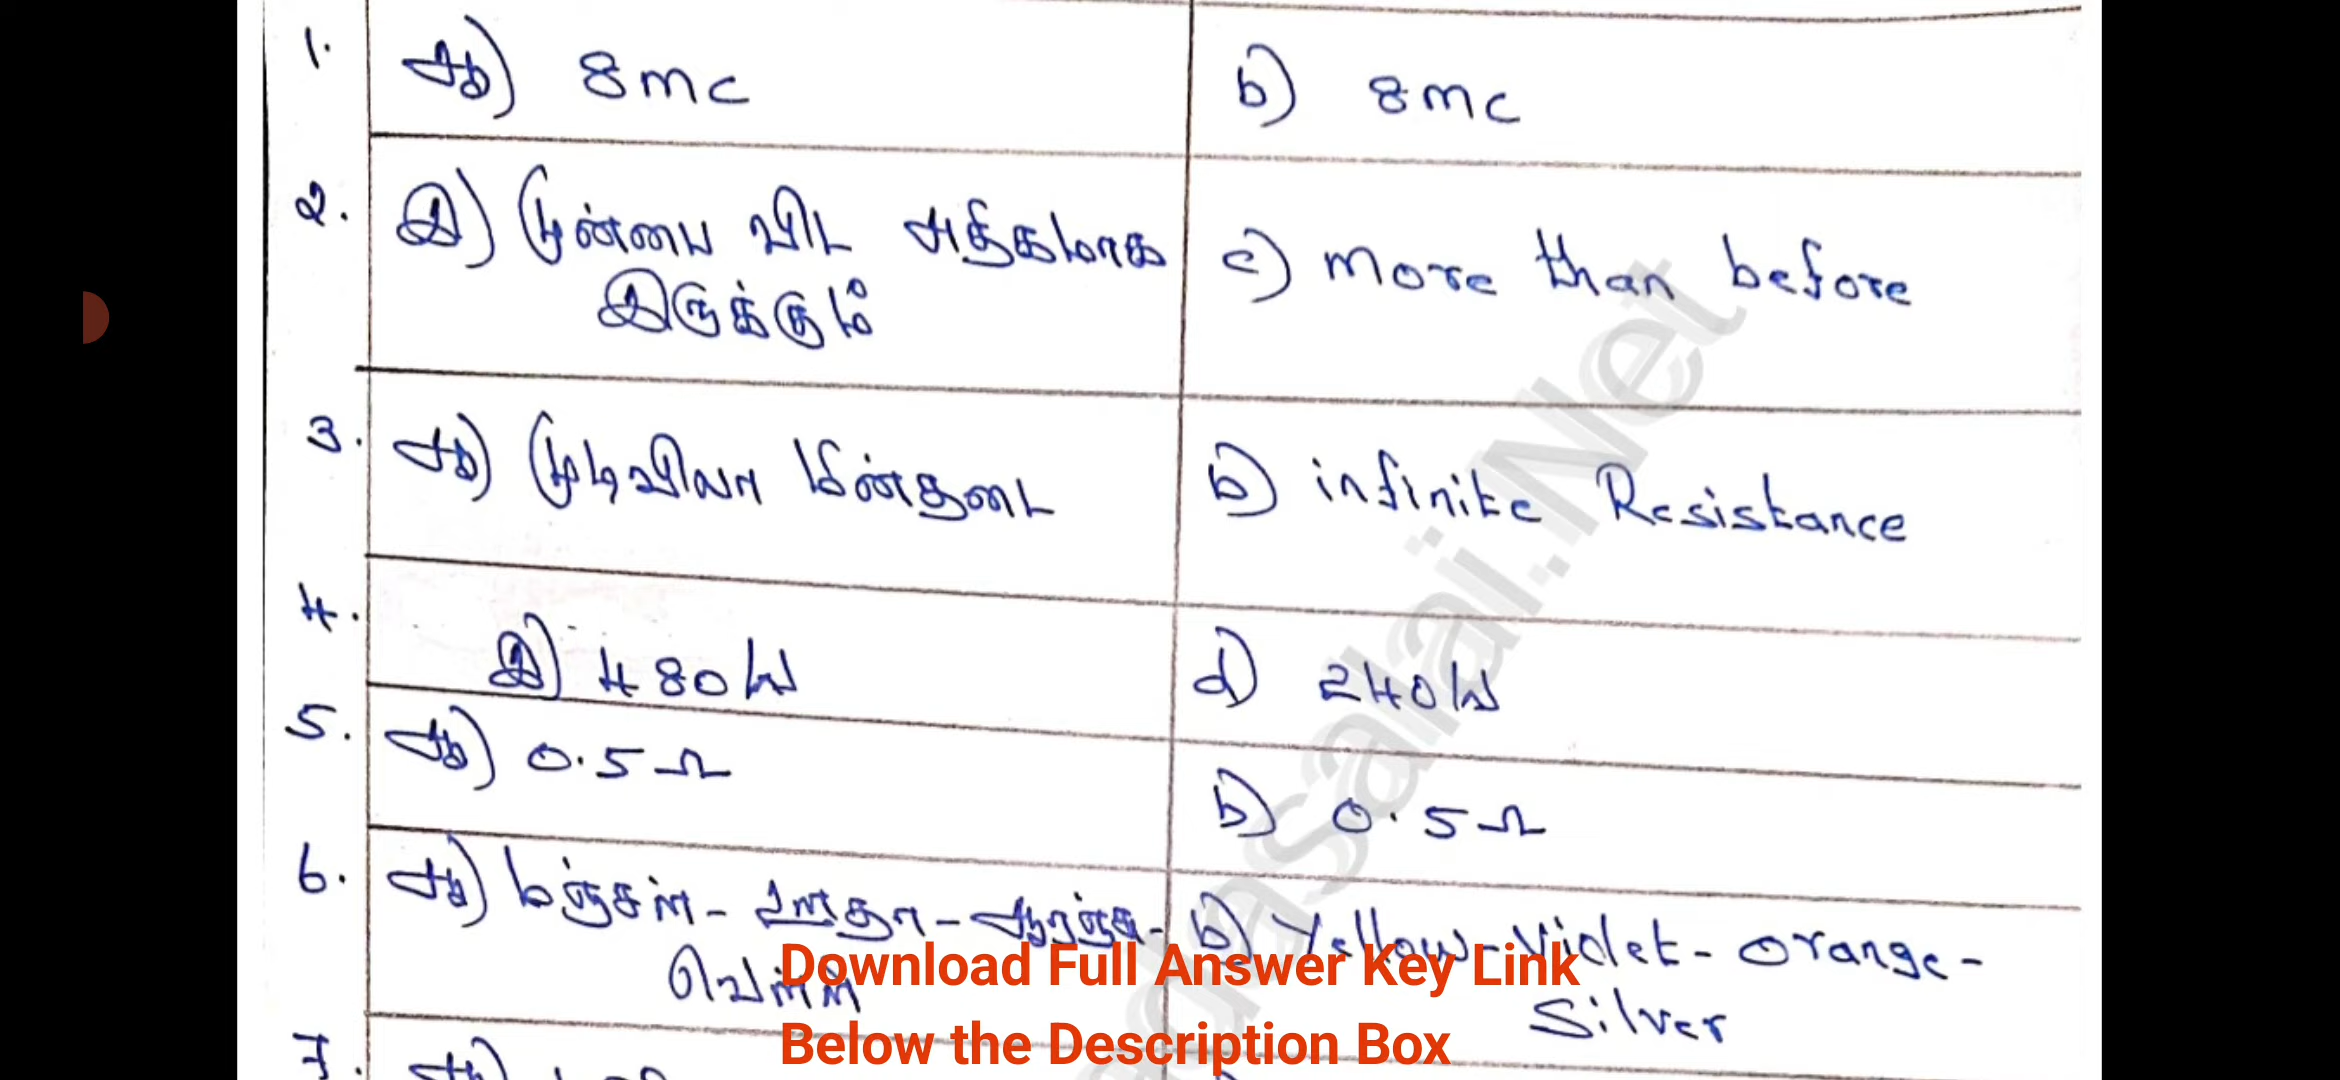 1. ஆ) 8mc b) 8mc
2. இ) முன்பை விட அதிகமாக c) more than before
இருக்கும்
3. ஆ) முடிவிலா மின்தடை b) infinite Resistance
4. இ) 480W d) 240W
5. ஆ) 0.5Ω b) 0.5Ω
6. ஆ) மஞ்சள் - ஊதா - ஆரஞ்சு - b) Yellow - Violet - Orange -
வெள்ளி Silver
7. ஆ)
Download Full Answer Key Link
Below the Description Box
asalai.Net